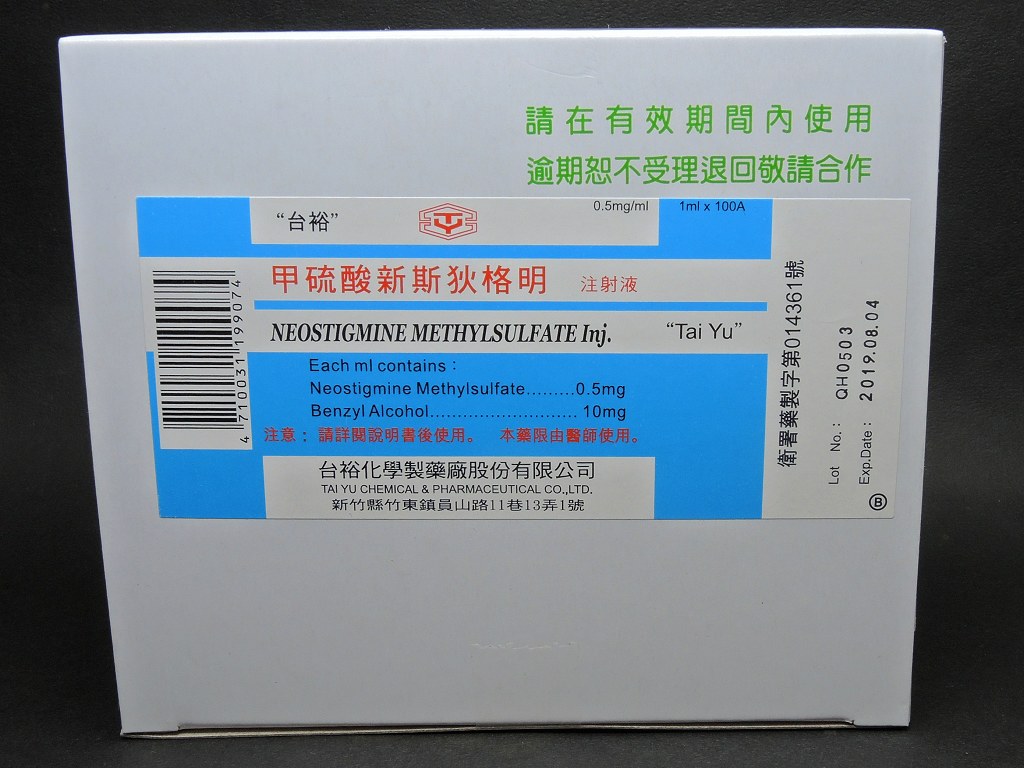 請在有效期間內使用
逾期恕不受理退回敬請合作
“台裕”
TY
0.5mg/ml
1ml x 100A
甲硫酸新斯狄格明 注射液
NEOSTIGMINE METHYLSULFATE Inj. “Tai Yu”
Each ml contains：
Neostigmine Methylsulfate.........0.5mg
Benzyl Alcohol........................... 10mg
注意：請詳閱說明書後使用。 本藥限由醫師使用。
台裕化學製藥廠股份有限公司
TAI YU CHEMICAL & PHARMACEUTICAL CO.,LTD.
新竹縣竹東鎮員山路11巷13弄1號
4 710031 199074
衛署藥製字第014361號
Lot No.： QH0503
Exp.Date： 2019.08.04
B